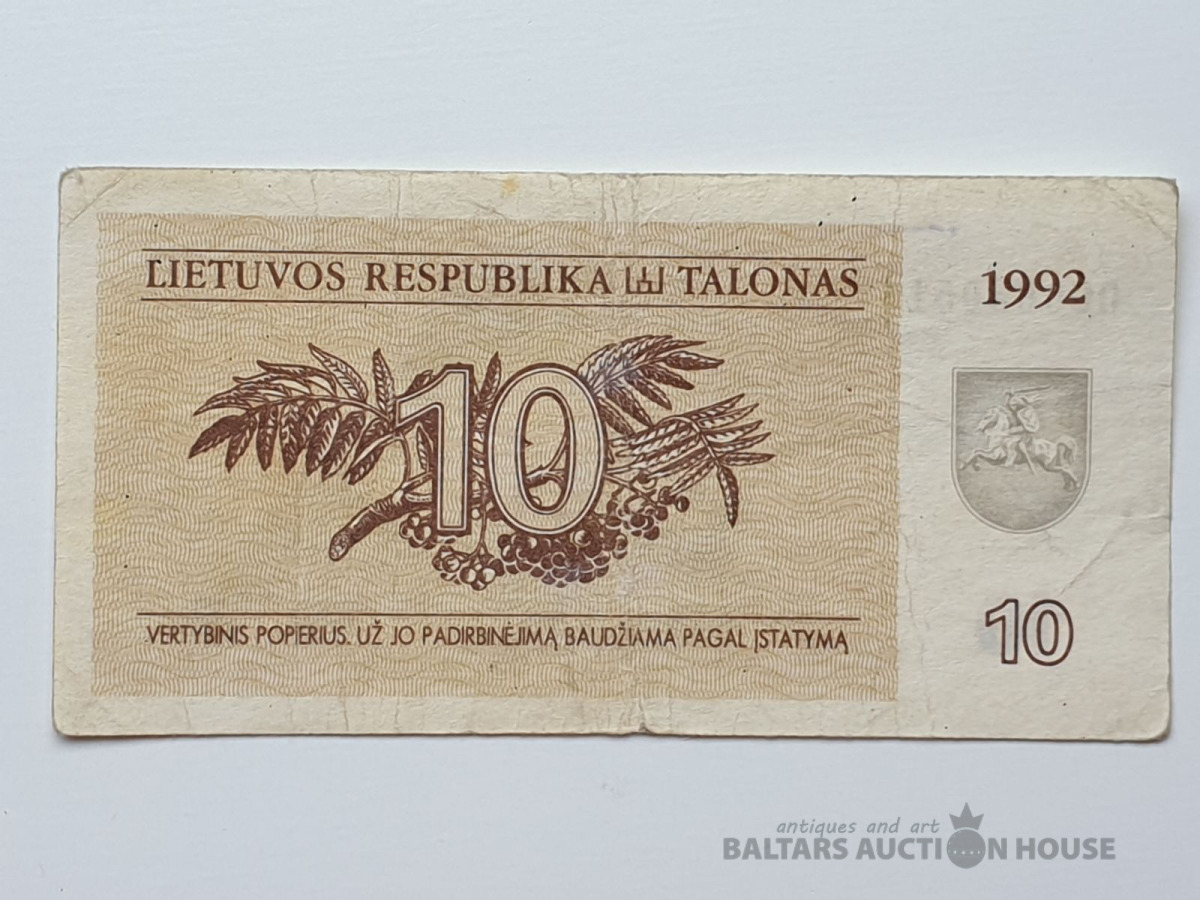 LIETUVOS RESPUBLIKA TALONAS
1992
10
VERTYBINIS POPIERIUS. UŽ JO PADIRBINĖJIMĄ BAUDŽIAMA PAGAL ĮSTATYMĄ
10
antiques and art
BALTARS AUCTION HOUSE